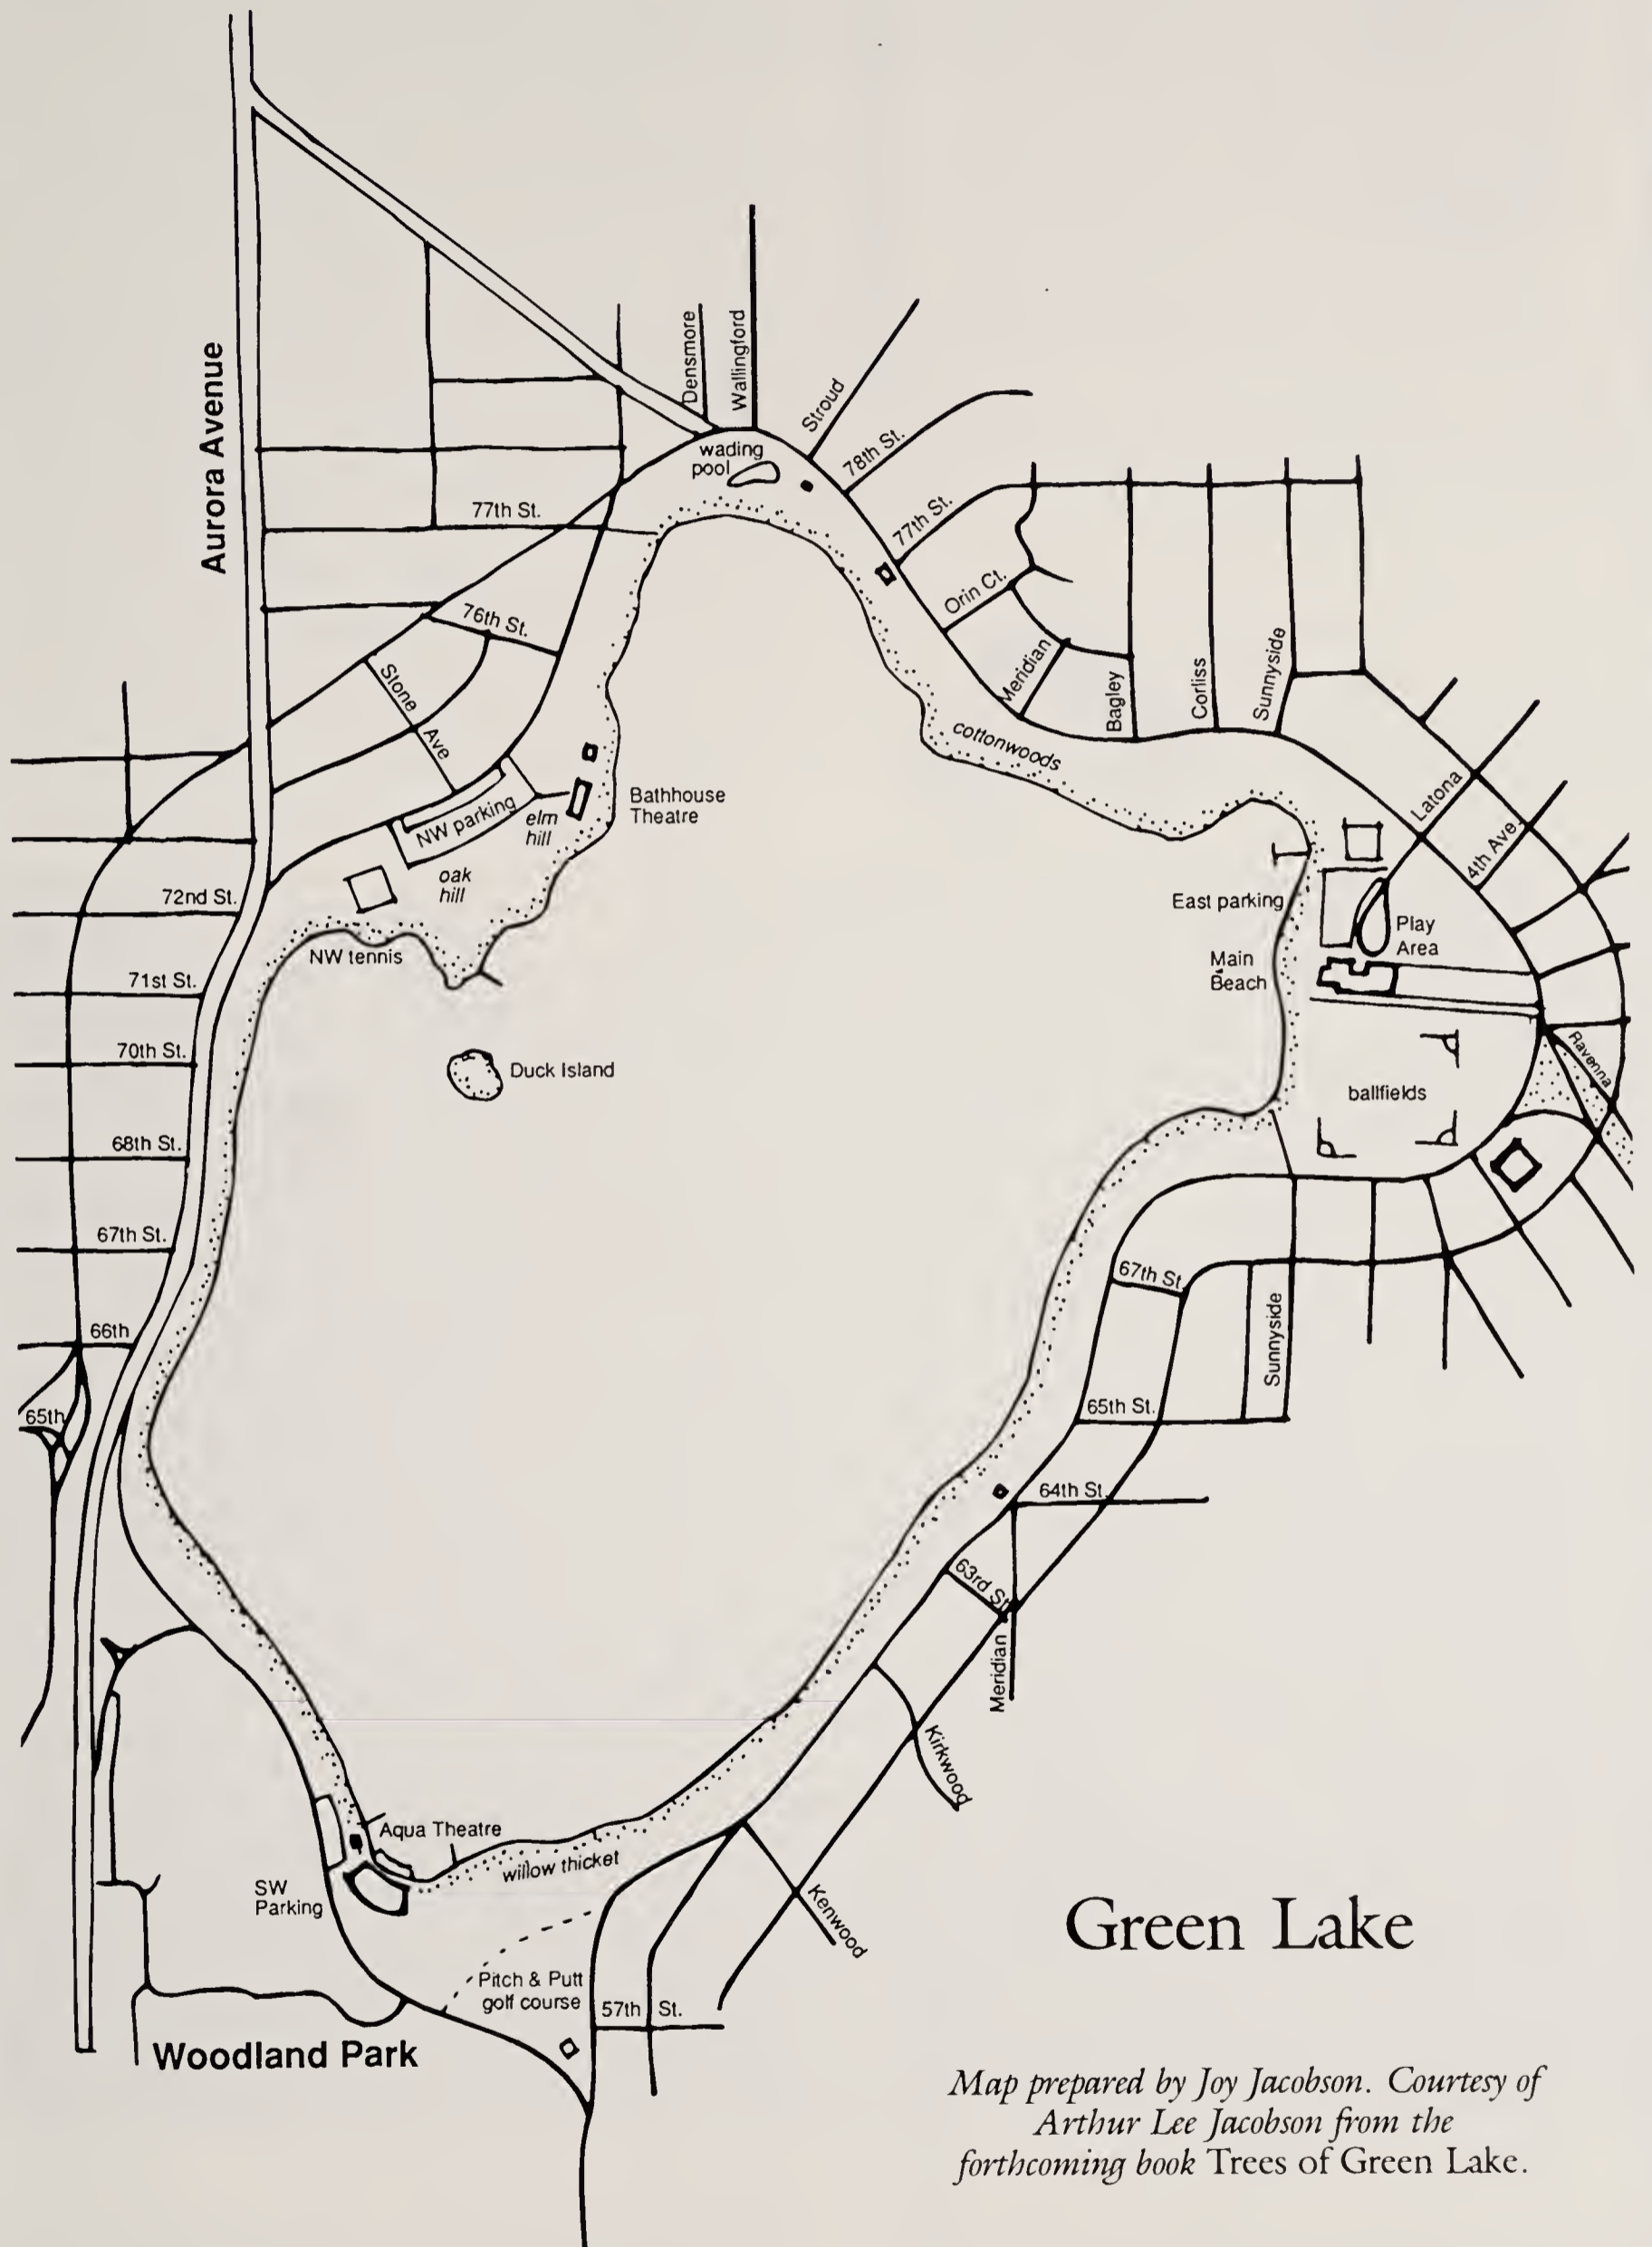 Aurora Avenue
Densmore
Wallingford
Stroud
78th St.
wading
pool
77th St.
77th St.
Orin Ct.
76th St.
Stone
Ave
Meridian
Bagley
Corliss
Sunnyside
cottonwoods
Latona
4th Ave.
NW parking
elm
hill
Bathhouse
Theatre
oak
hill
72nd St.
East parking
Play
Area
NW tennis
Main
Beach
71st St.
70th St.
Duck Island
Ravenna
ballfields
68th St.
67th St.
67th St.
66th
Sunnyside
65th St.
65th
64th St.
63rd St.
Meridian
Kirkwood
Aqua Theatre
willow thicket
SW
Parking
Kenwood
Pitch & Putt
golf course
57th St.
Woodland Park
Green Lake
Map prepared by Joy Jacobson. Courtesy of
Arthur Lee Jacobson from the
forthcoming book Trees of Green Lake.